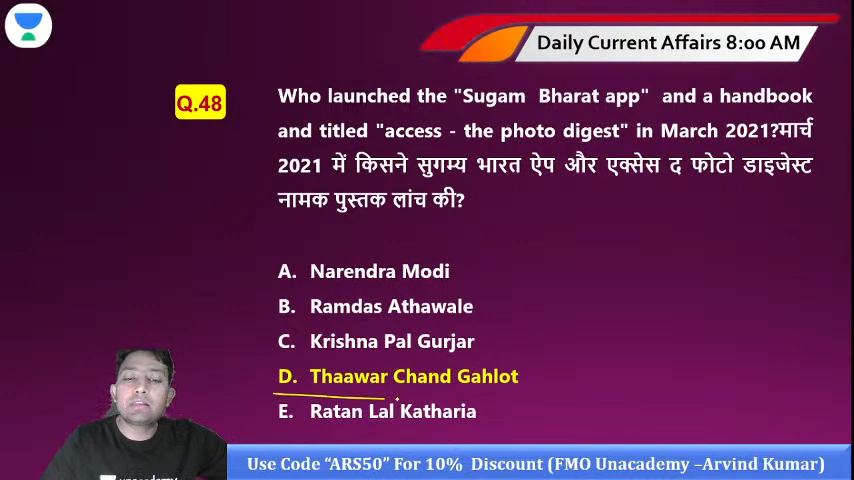 Daily Current Affairs 8:00 AM
Q.48
Who launched the "Sugam Bharat app" and a handbook
and titled "access - the photo digest" in March 2021?मार्च
2021 में किसने सुगम्य भारत ऐप और एक्सेस द फोटो डाइजेस्ट
नामक पुस्तक लांच की?
A. Narendra Modi
B. Ramdas Athawale
C. Krishna Pal Gurjar
D. Thaawar Chand Gahlot
E. Ratan Lal Katharia
unacademy
Use Code “ARS50” For 10% Discount (FMO Unacademy –Arvind Kumar)